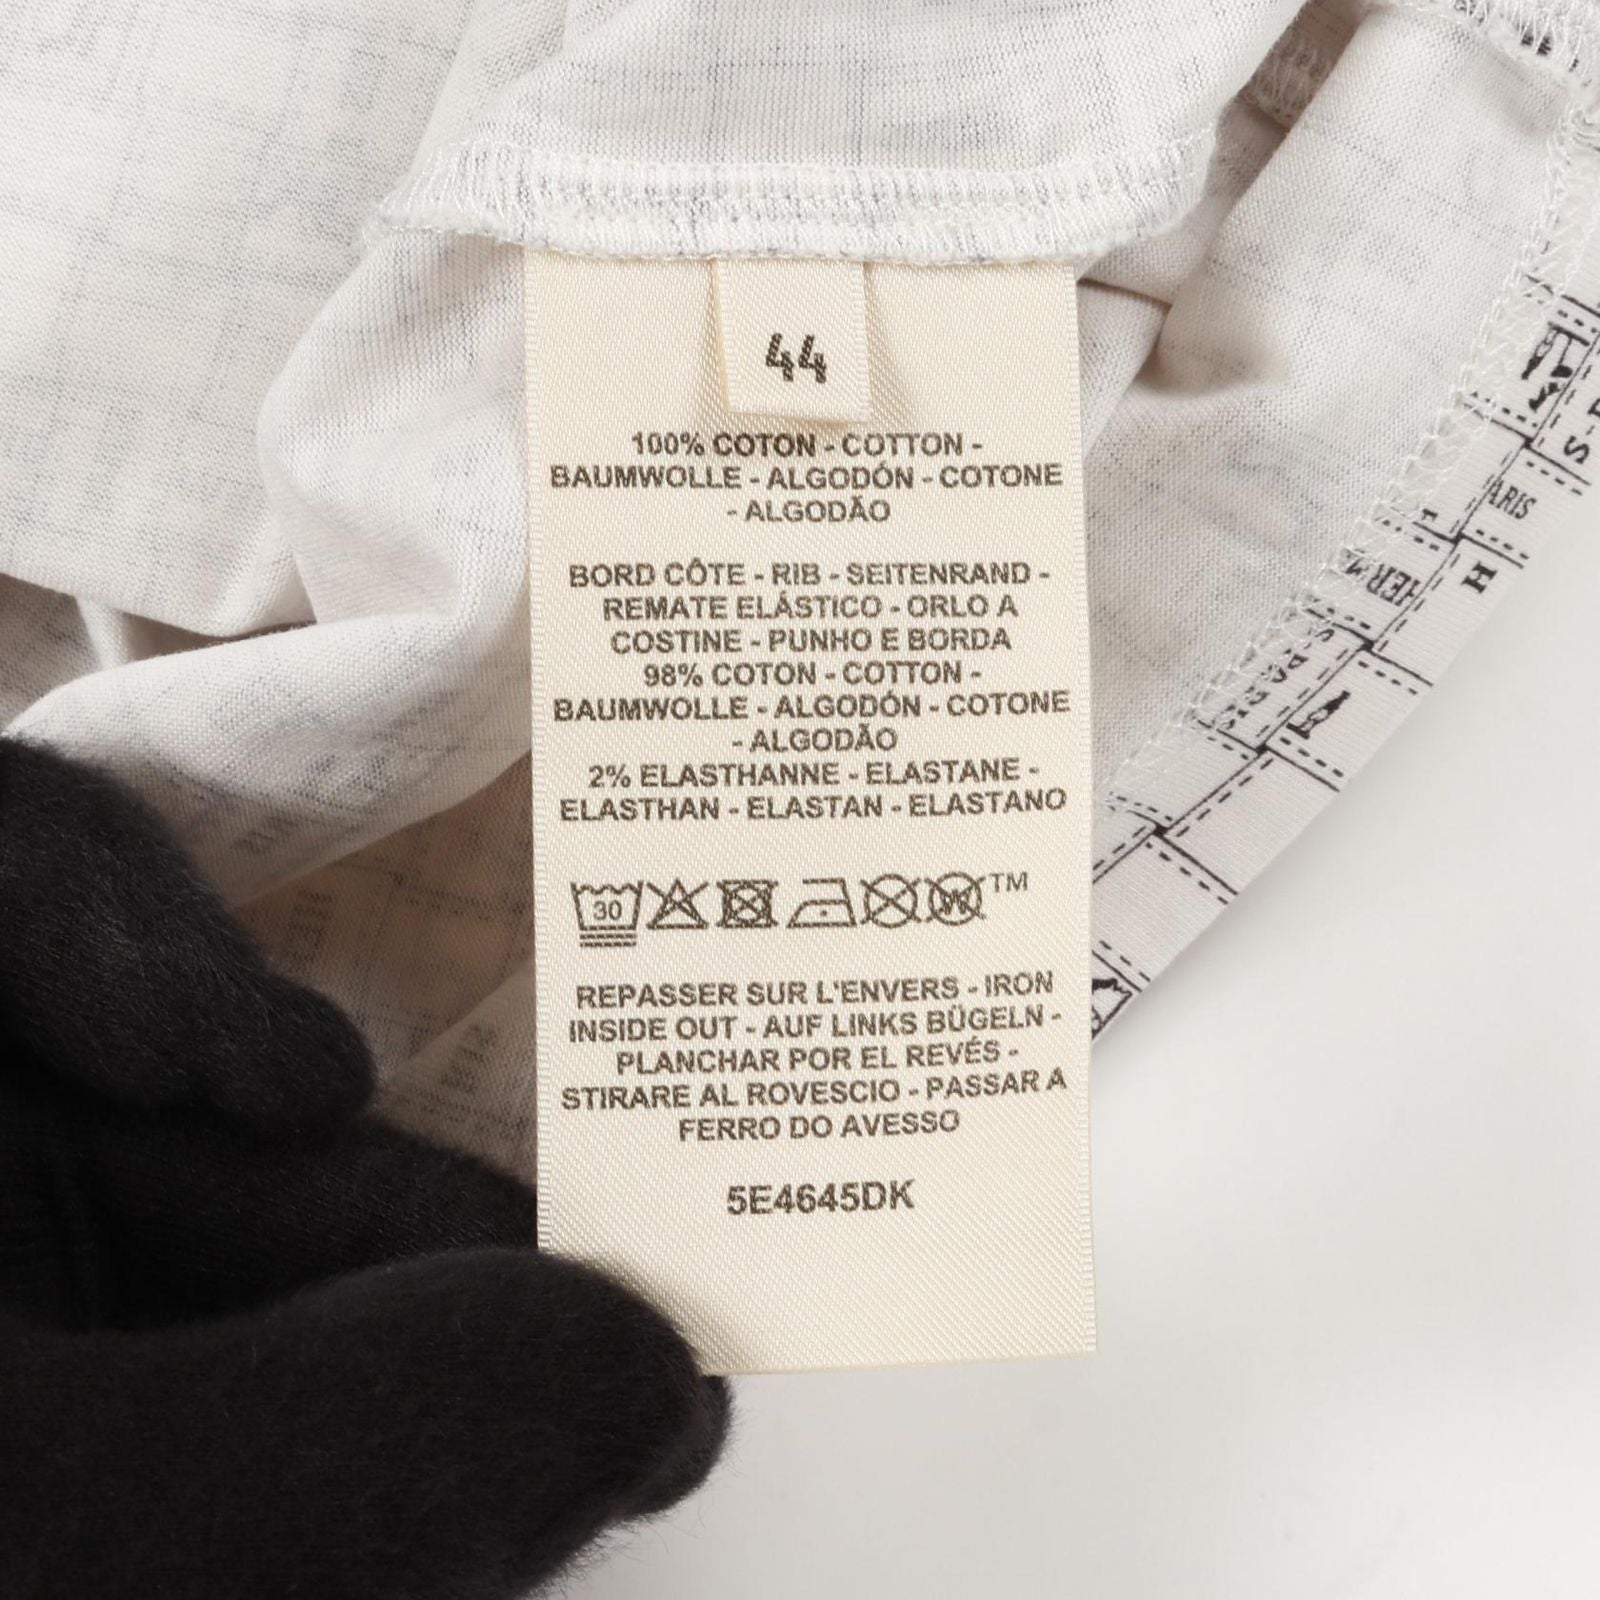 44
100% COTON - COTTON -
BAUMWOLLE - ALGODÓN - COTONE
- ALGODÃO
BORD CÔTE - RIB - SEITENRAND -
REMATE ELÁSTICO - ORLO A
COSTINE - PUNHO E BORDA
98% COTON - COTTON -
BAUMWOLLE - ALGODÓN - COTONE
- ALGODÃO
2% ELASTHANNE - ELASTANE -
ELASTHAN - ELASTAN - ELASTANO
30
W
TM
REPASSER SUR L'ENVERS - IRON
INSIDE OUT - AUF LINKS BÜGELN -
PLANCHAR POR EL REVÉS -
STIRARE AL ROVESCIO - PASSAR A
FERRO DO AVESSO
5E4645DK
ARIS
H